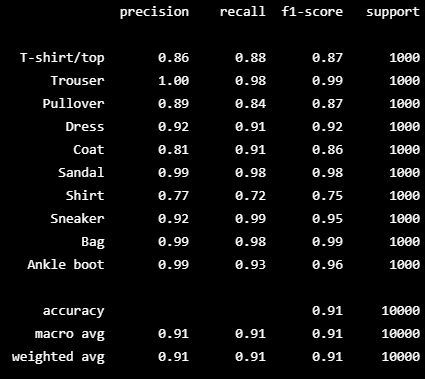 precision recall f1-score support
T-shirt/top 0.86 0.88 0.87 1000
Trouser 1.00 0.98 0.99 1000
Pullover 0.89 0.84 0.87 1000
Dress 0.92 0.91 0.92 1000
Coat 0.81 0.91 0.86 1000
Sandal 0.99 0.98 0.98 1000
Shirt 0.77 0.72 0.75 1000
Sneaker 0.92 0.99 0.95 1000
Bag 0.99 0.98 0.99 1000
Ankle boot 0.99 0.93 0.96 1000
accuracy 0.91 10000
macro avg 0.91 0.91 0.91 10000
weighted avg 0.91 0.91 0.91 10000